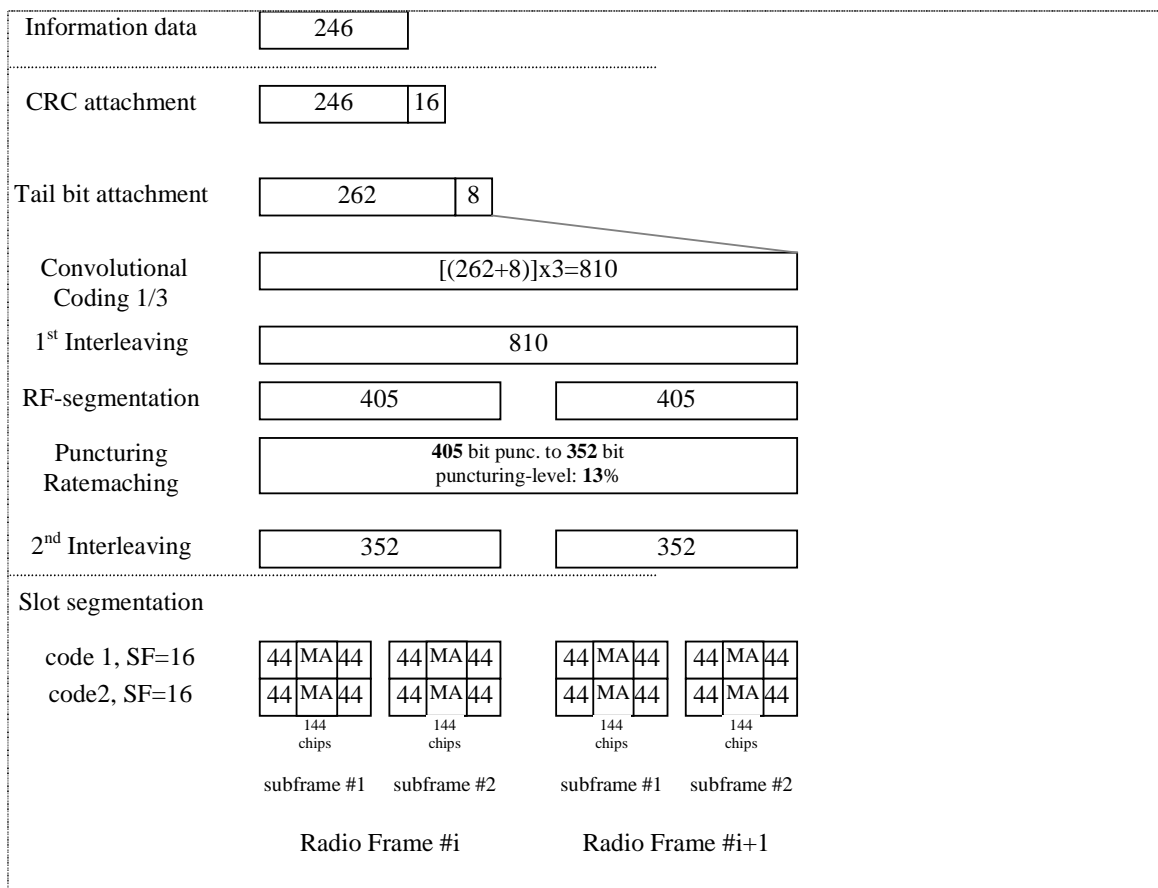 Information data 246
CRC attachment 246 16
Tail bit attachment 262 8
Convolutional
Coding 1/3
[(262+8)]x3=810
1st Interleaving 810
RF-segmentation 405 405
Puncturing
Ratemaching
405 bit punc. to 352 bit
puncturing-level: 13%
2nd Interleaving 352 352
Slot segmentation
code 1, SF=16 44 MA 44 44 MA 44 44 MA 44 44 MA 44
code2, SF=16 44 MA 44 44 MA 44 44 MA 44 44 MA 44
144 144 144 144
chips chips chips chips
subframe #1 subframe #2 subframe #1 subframe #2
Radio Frame #i Radio Frame #i+1